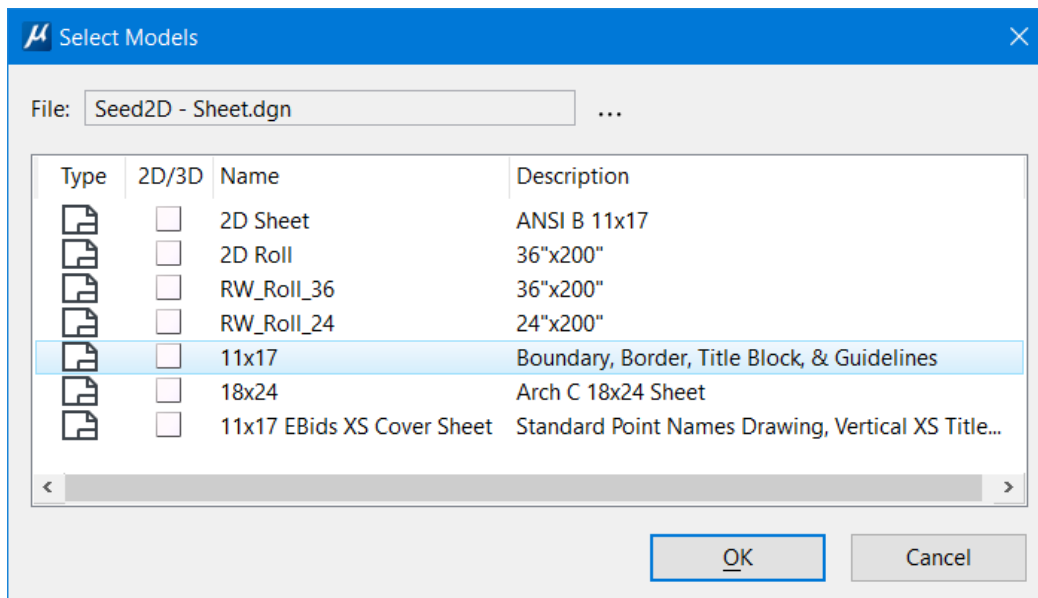 Select Models
File: Seed2D - Sheet.dgn ...
Type 2D/3D Name Description
2D Sheet ANSI B 11x17
2D Roll 36"x200"
RW_Roll_36 36"x200"
RW_Roll_24 24"x200"
11x17 Boundary, Border, Title Block, & Guidelines
18x24 Arch C 18x24 Sheet
11x17 EBids XS Cover Sheet Standard Point Names Drawing, Vertical XS Title...
OK Cancel